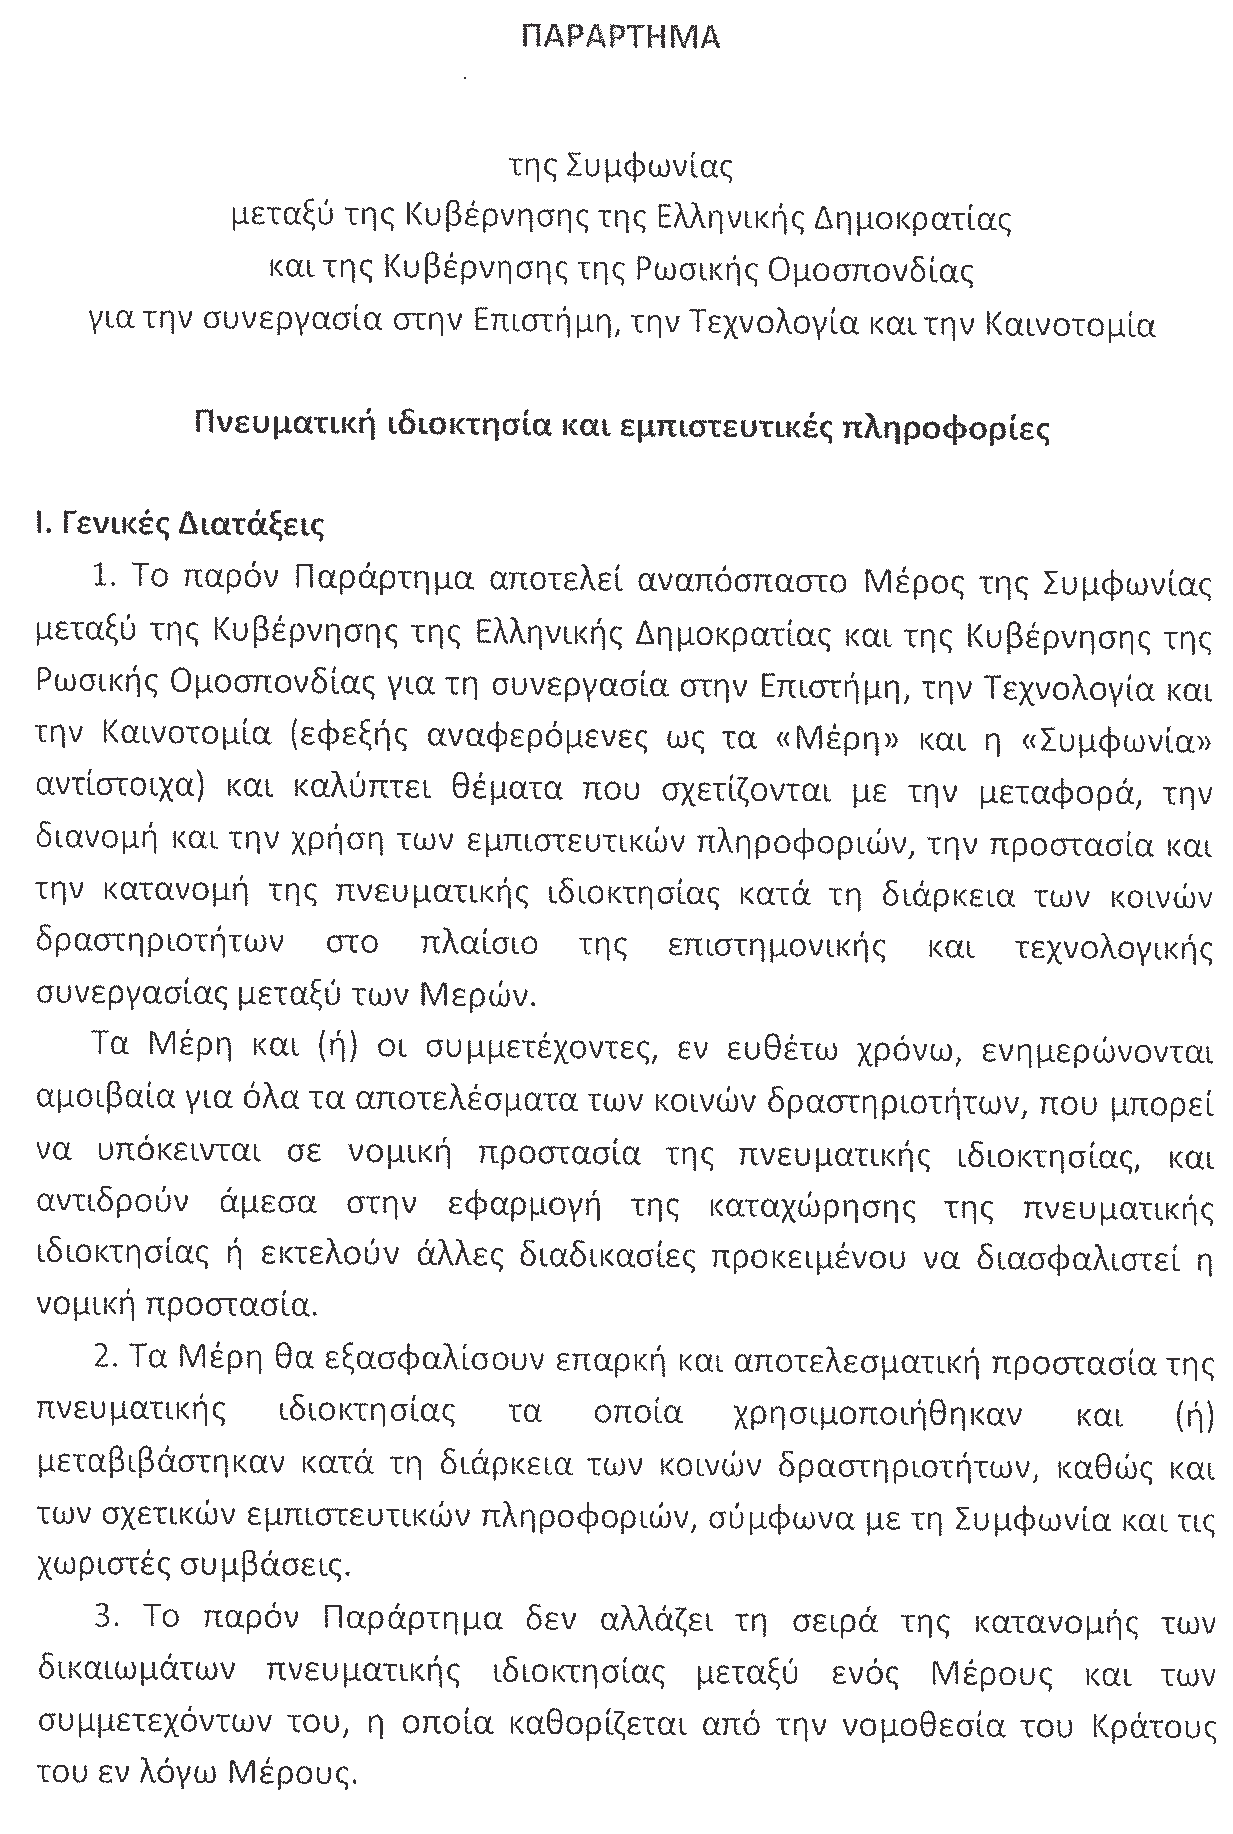 ΠΑΡΑΡΤΗΜΑ
της Συμφωνίας
μεταξύ της Κυβέρνησης της Ελληνικής Δημοκρατίας
και της Κυβέρνησης της Ρωσικής Ομοσπονδίας
για την συνεργασία στην Επιστήμη, την Τεχνολογία και την Καινοτομία
Πνευματική ιδιοκτησία και εμπιστευτικές πληροφορίες
Ι. Γενικές Διατάξεις
1. Το παρόν Παράρτημα αποτελεί αναπόσπαστο Μέρος της Συμφωνίας
μεταξύ της Κυβέρνησης της Ελληνικής Δημοκρατίας και της Κυβέρνησης της
Ρωσικής Ομοσπονδίας για τη συνεργασία στην Επιστήμη, την Τεχνολογία και
την Καινοτομία (εφεξής αναφερόμενες ως τα «Μέρη» και η «Συμφωνία»
αντίστοιχα) και καλύπτει θέματα που σχετίζονται με την μεταφορά, την
διανομή και την χρήση των εμπιστευτικών πληροφοριών, την προστασία και
την κατανομή της πνευματικής ιδιοκτησίας κατά τη διάρκεια των κοινών
δραστηριοτήτων στο πλαίσιο της επιστημονικής και τεχνολογικής
συνεργασίας μεταξύ των Μερών.
Τα Μέρη και (ή) οι συμμετέχοντες, εν ευθέτω χρόνω, ενημερώνονται
αμοιβαία για όλα τα αποτελέσματα των κοινών δραστηριοτήτων, που μπορεί
να υπόκεινται σε νομική προστασία της πνευματικής ιδιοκτησίας, και
αντιδρούν άμεσα στην εφαρμογή της καταχώρησης της πνευματικής
ιδιοκτησίας ή εκτελούν άλλες διαδικασίες προκειμένου να διασφαλιστεί η
νομική προστασία.
2. Τα Μέρη θα εξασφαλίσουν επαρκή και αποτελεσματική προστασία της
πνευματικής ιδιοκτησίας τα οποία χρησιμοποιήθηκαν και (ή)
μεταβιβάστηκαν κατά τη διάρκεια των κοινών δραστηριοτήτων, καθώς και
των σχετικών εμπιστευτικών πληροφοριών, σύμφωνα με τη Συμφωνία και τις
χωριστές συμβάσεις.
3. Το παρόν Παράρτημα δεν αλλάζει τη σειρά της κατανομής των
δικαιωμάτων πνευματικής ιδιοκτησίας μεταξύ ενός Μέρους και των
συμμετεχόντων του, η οποία καθορίζεται από την νομοθεσία του Κράτους
του εν λόγω Μέρους.